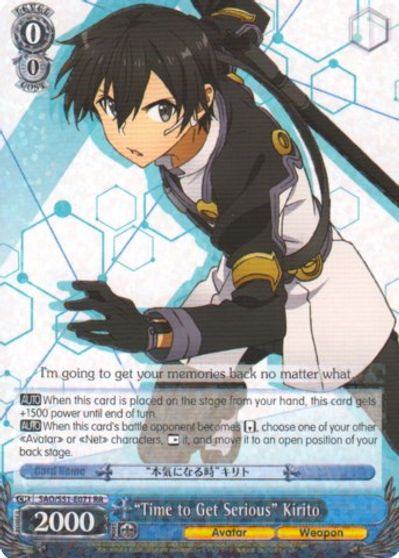 LEVEL
0
0
COST
I'm going to get your memories back no matter what...
AUTO When this card is placed on the stage from your hand, this card gets
+1500 power until end of turn.
AUTO When this card's battle opponent becomes, choose one of your other
«Avatar» or «Net» characters, it, and move it to an open position of your
back stage.
Card Name
"本気になる時"キリト
SAO/S51-E071 RR
2000
"Time to Get Serious" Kirito
Avatar
Weapon